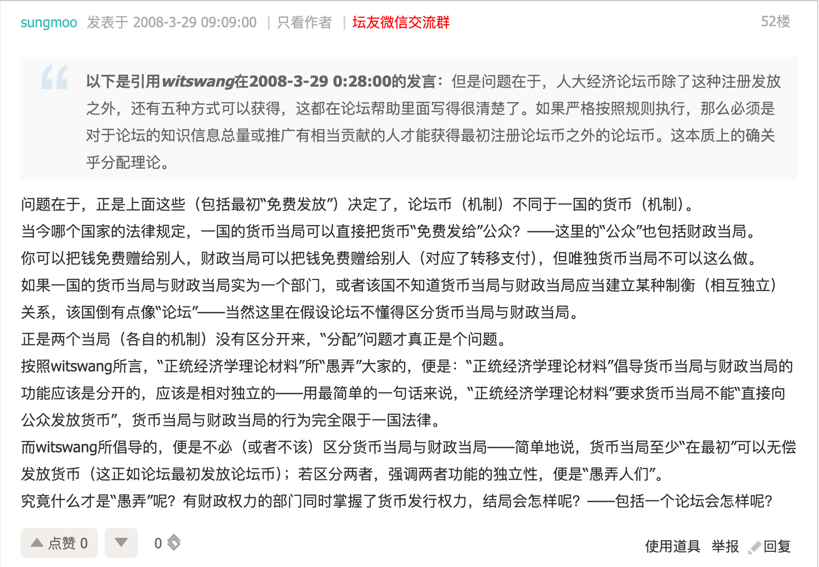 sungmoo 发表于 2008-3-29 09:09:00 | 只看作者 | 坛友微信交流群 52楼
以下是引用witswang在2008-3-29 0:28:00的发言：但是问题在于，人大经济论坛币除了这种注册发放
之外，还有五种方式可以获得，这都在论坛帮助里面写得很清楚了。如果严格按照规则执行，那么必须是
对于论坛的知识信息总量或推广有相当贡献的人才能获得最初注册论坛币之外的论坛币。这本质上的确关
乎分配理论。
问题在于，正是上面这些（包括最初“免费发放”）决定了，论坛币（机制）不同于一国的货币（机制）。
当今哪个国家的法律规定，一国的货币当局可以直接把货币“免费发给”公众？——这里的“公众”也包括财政当局。
你可以把钱免费赠给别人，财政当局可以把钱免费赠给别人（对应了转移支付），但唯独货币当局不可以这么做。
如果一国的货币当局与财政当局实为一个部门，或者该国不知道货币当局与财政当局应当建立某种制衡（相互独立）
关系，该国倒有点像“论坛”——当然这里在假设论坛不懂得区分货币当局与财政当局。
正是两个当局（各自的机制）没有区分开来，“分配”问题才真正是个问题。
按照witswang所言，“正统经济学理论材料”所“愚弄”大家的，便是：“正统经济学理论材料”倡导货币当局与财政当局的
功能应该是分开的，应该是相对独立的——用最简单的一句话来说，“正统经济学理论材料”要求货币当局不能“直接向
公众发放货币”，货币当局与财政当局的行为完全限于一国法律。
而witswang所倡导的，便是不必（或者不该）区分货币当局与财政当局——简单地说，货币当局至少“在最初”可以无偿
发放货币（这正如论坛最初发放论坛币）；若区分两者，强调两者功能的独立性，便是“愚弄人们”。
究竟什么才是“愚弄”呢？有财政权力的部门同时掌握了货币发行权力，结局会怎样呢？——包括一个论坛会怎样呢？
点赞 0 0 使用道具 举报 回复